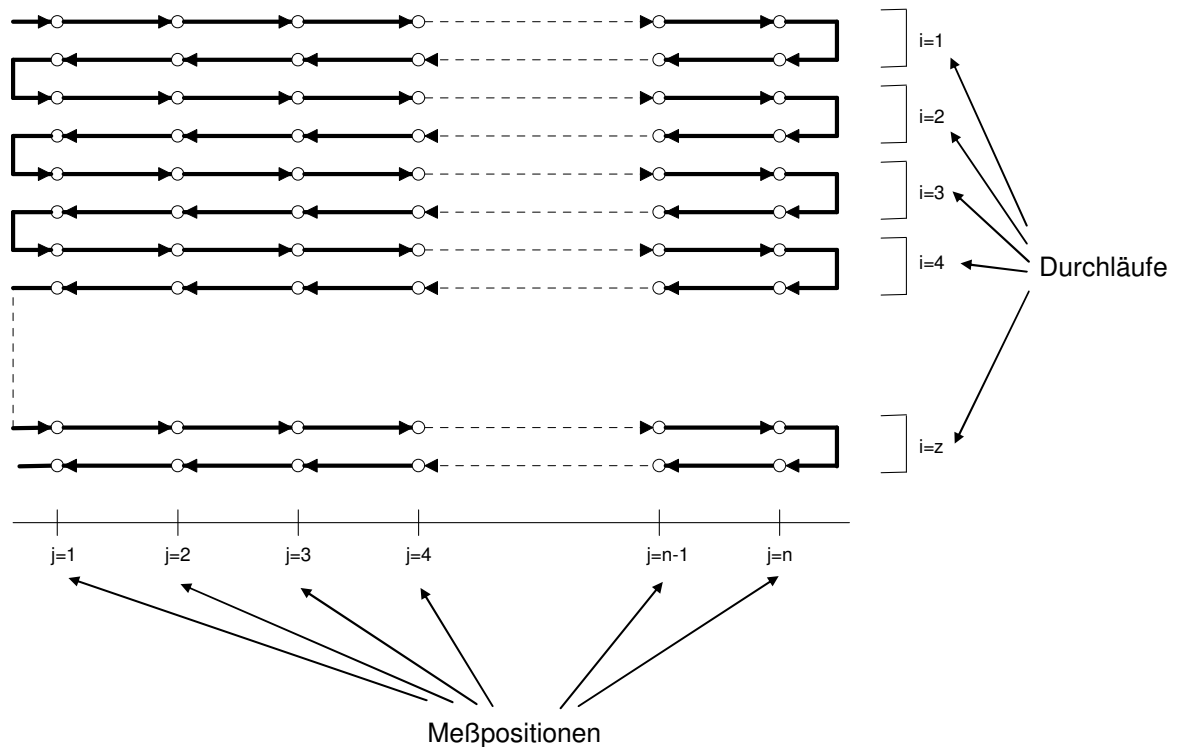 i=1
i=2
i=3
i=4
Durchläufe
i=z
j=1 j=2 j=3 j=4 j=n-1 j=n
Meßpositionen